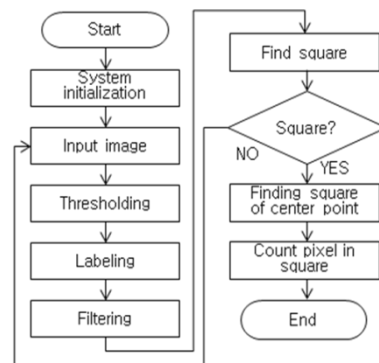 Start
System
initialization
Input image
Thresholding
Labeling
Filtering
Find square
Square?
NO
YES
Finding square
of center point
Count pixel in
square
End